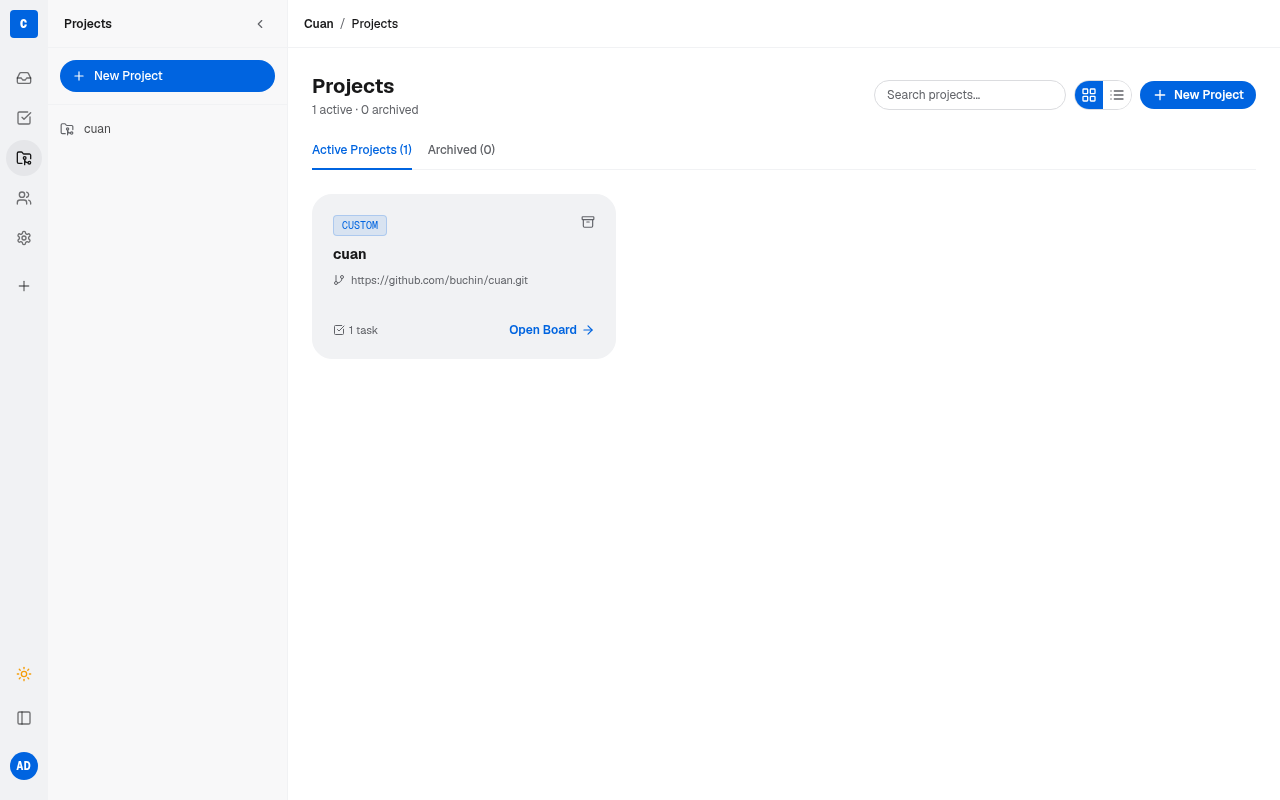 C
Projects
Cuan / Projects
New Project
cuan
Projects
1 active · 0 archived
Search projects...
New Project
Active Projects (1)
Archived (0)
CUSTOM
cuan
https://github.com/buchin/cuan.git
1 task
Open Board
AD